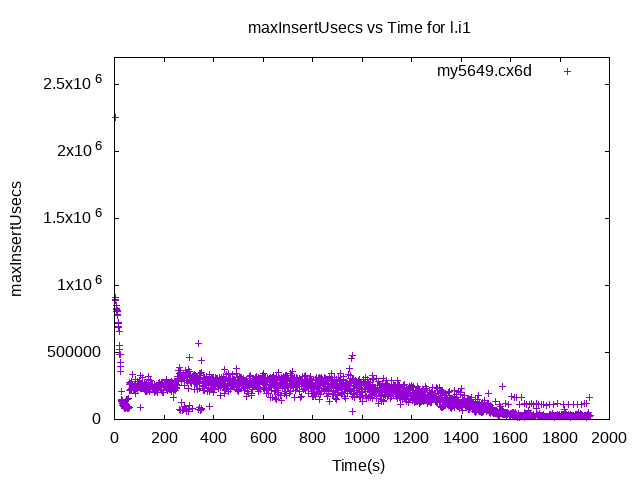 maxInsertUsecs vs Time for l.i1
my5649.cx6d
2.5x10 6
2x10 6
1.5x10 6
1x10 6
500000
0
maxInsertUsecs
0 200 400 600 800 1000 1200 1400 1600 1800 2000
Time(s)